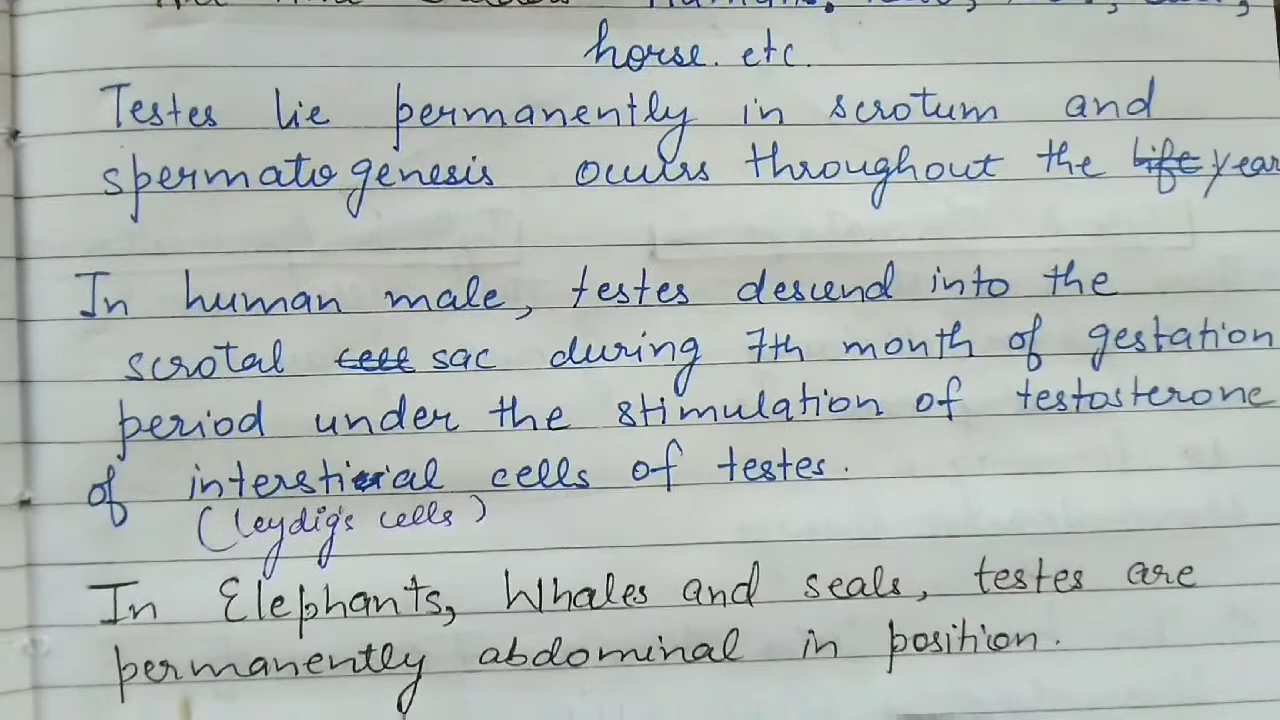 horse. etc.
Testes lie permanently in scrotum and
spermatogenesis occurs throughout the life year
In human male, testes descend into the
scrotal cell sac during 7th month of gestation
period under the stimulation of testosterone
of interstitial cells of testes.
(Leydig's cells)
In Elephants, Whales and seals, testes are
permanently abdominal in position.